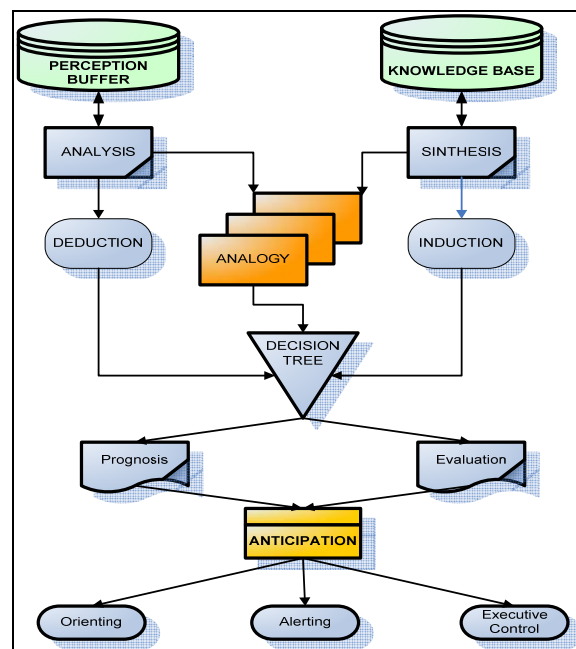 PERCEPTION
BUFFER
KNOWLEDGE BASE
ANALYSIS
SINTHESIS
DEDUCTION
ANALOGY
INDUCTION
DECISION
TREE
Prognosis
Evaluation
ANTICIPATION
Orienting
Alerting
Executive
Control